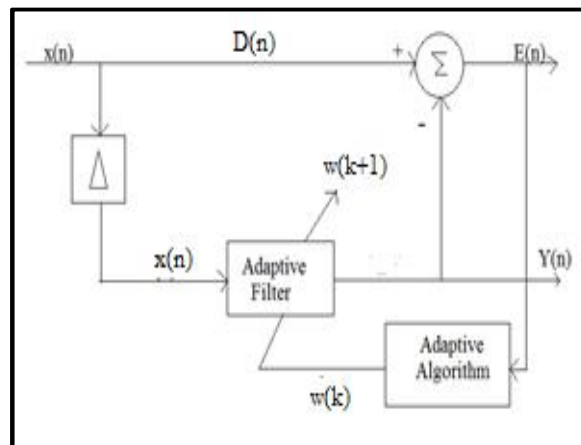 x(n)
D(n)
+
Σ
E(n)
-
Δ
w(k+1)
x(n)
Adaptive
Filter
Y(n)
Adaptive
Algorithm
w(k)